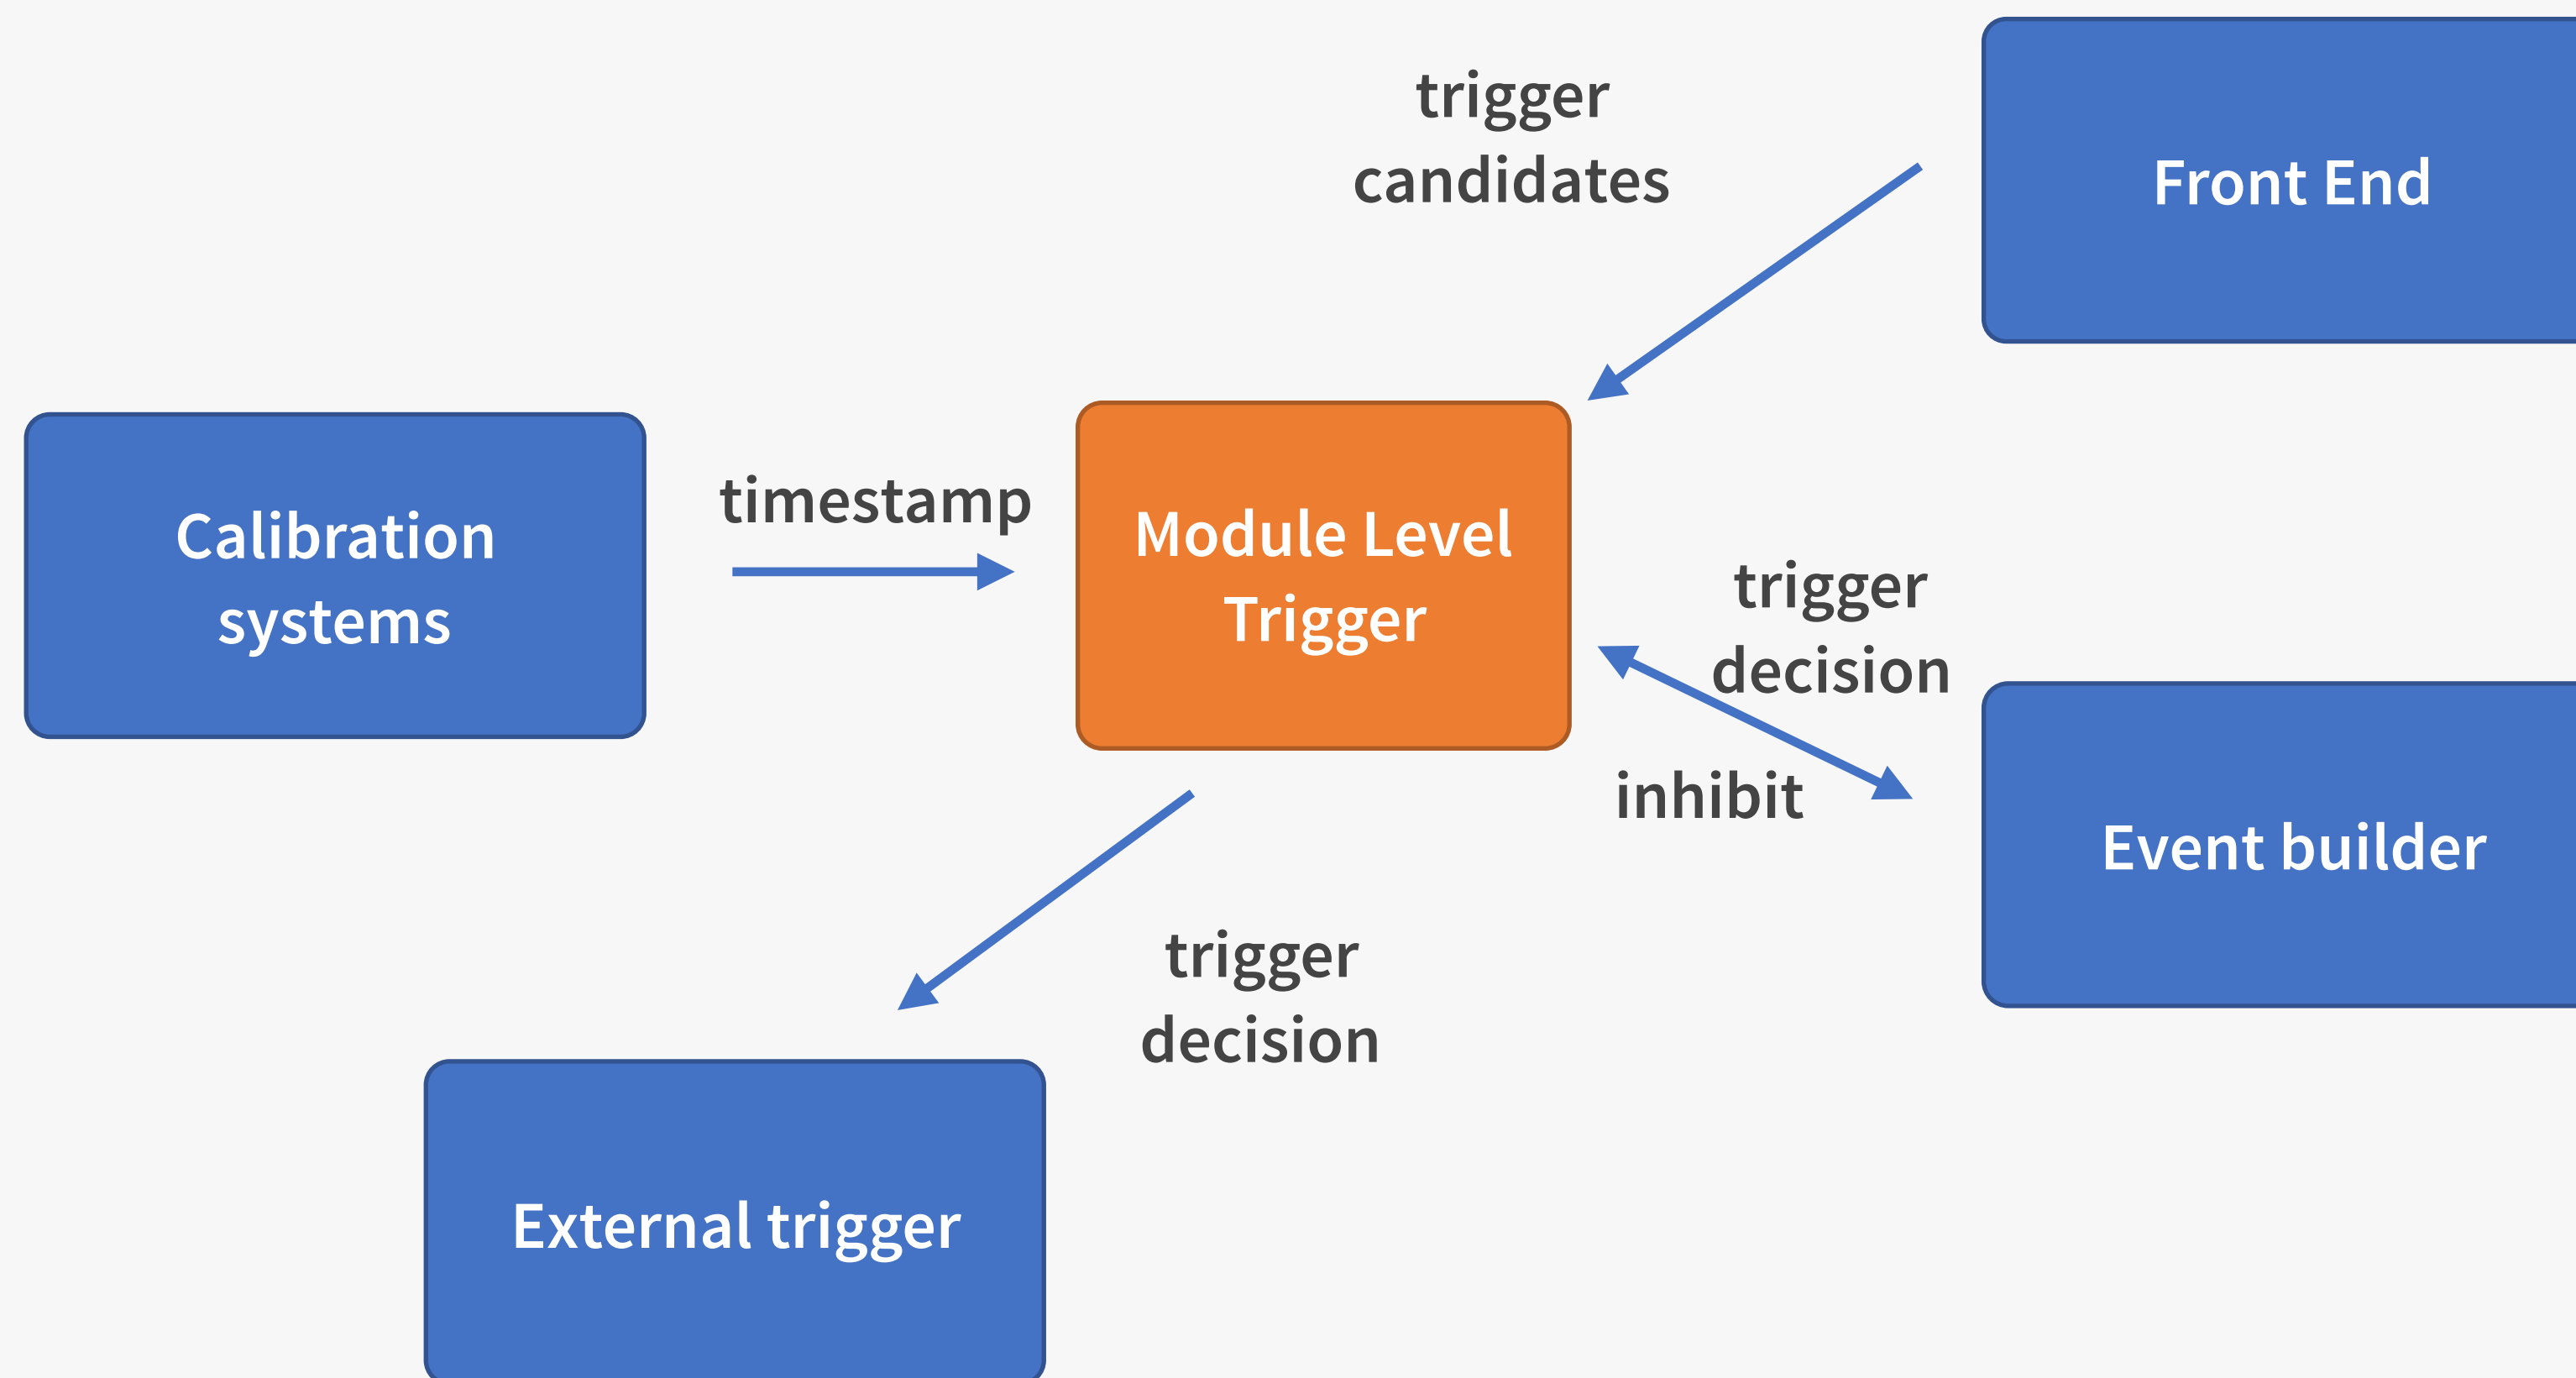 trigger
candidates
Front End
Calibration
systems
timestamp
Module Level
Trigger
trigger
decision
inhibit
Event builder
trigger
decision
External trigger